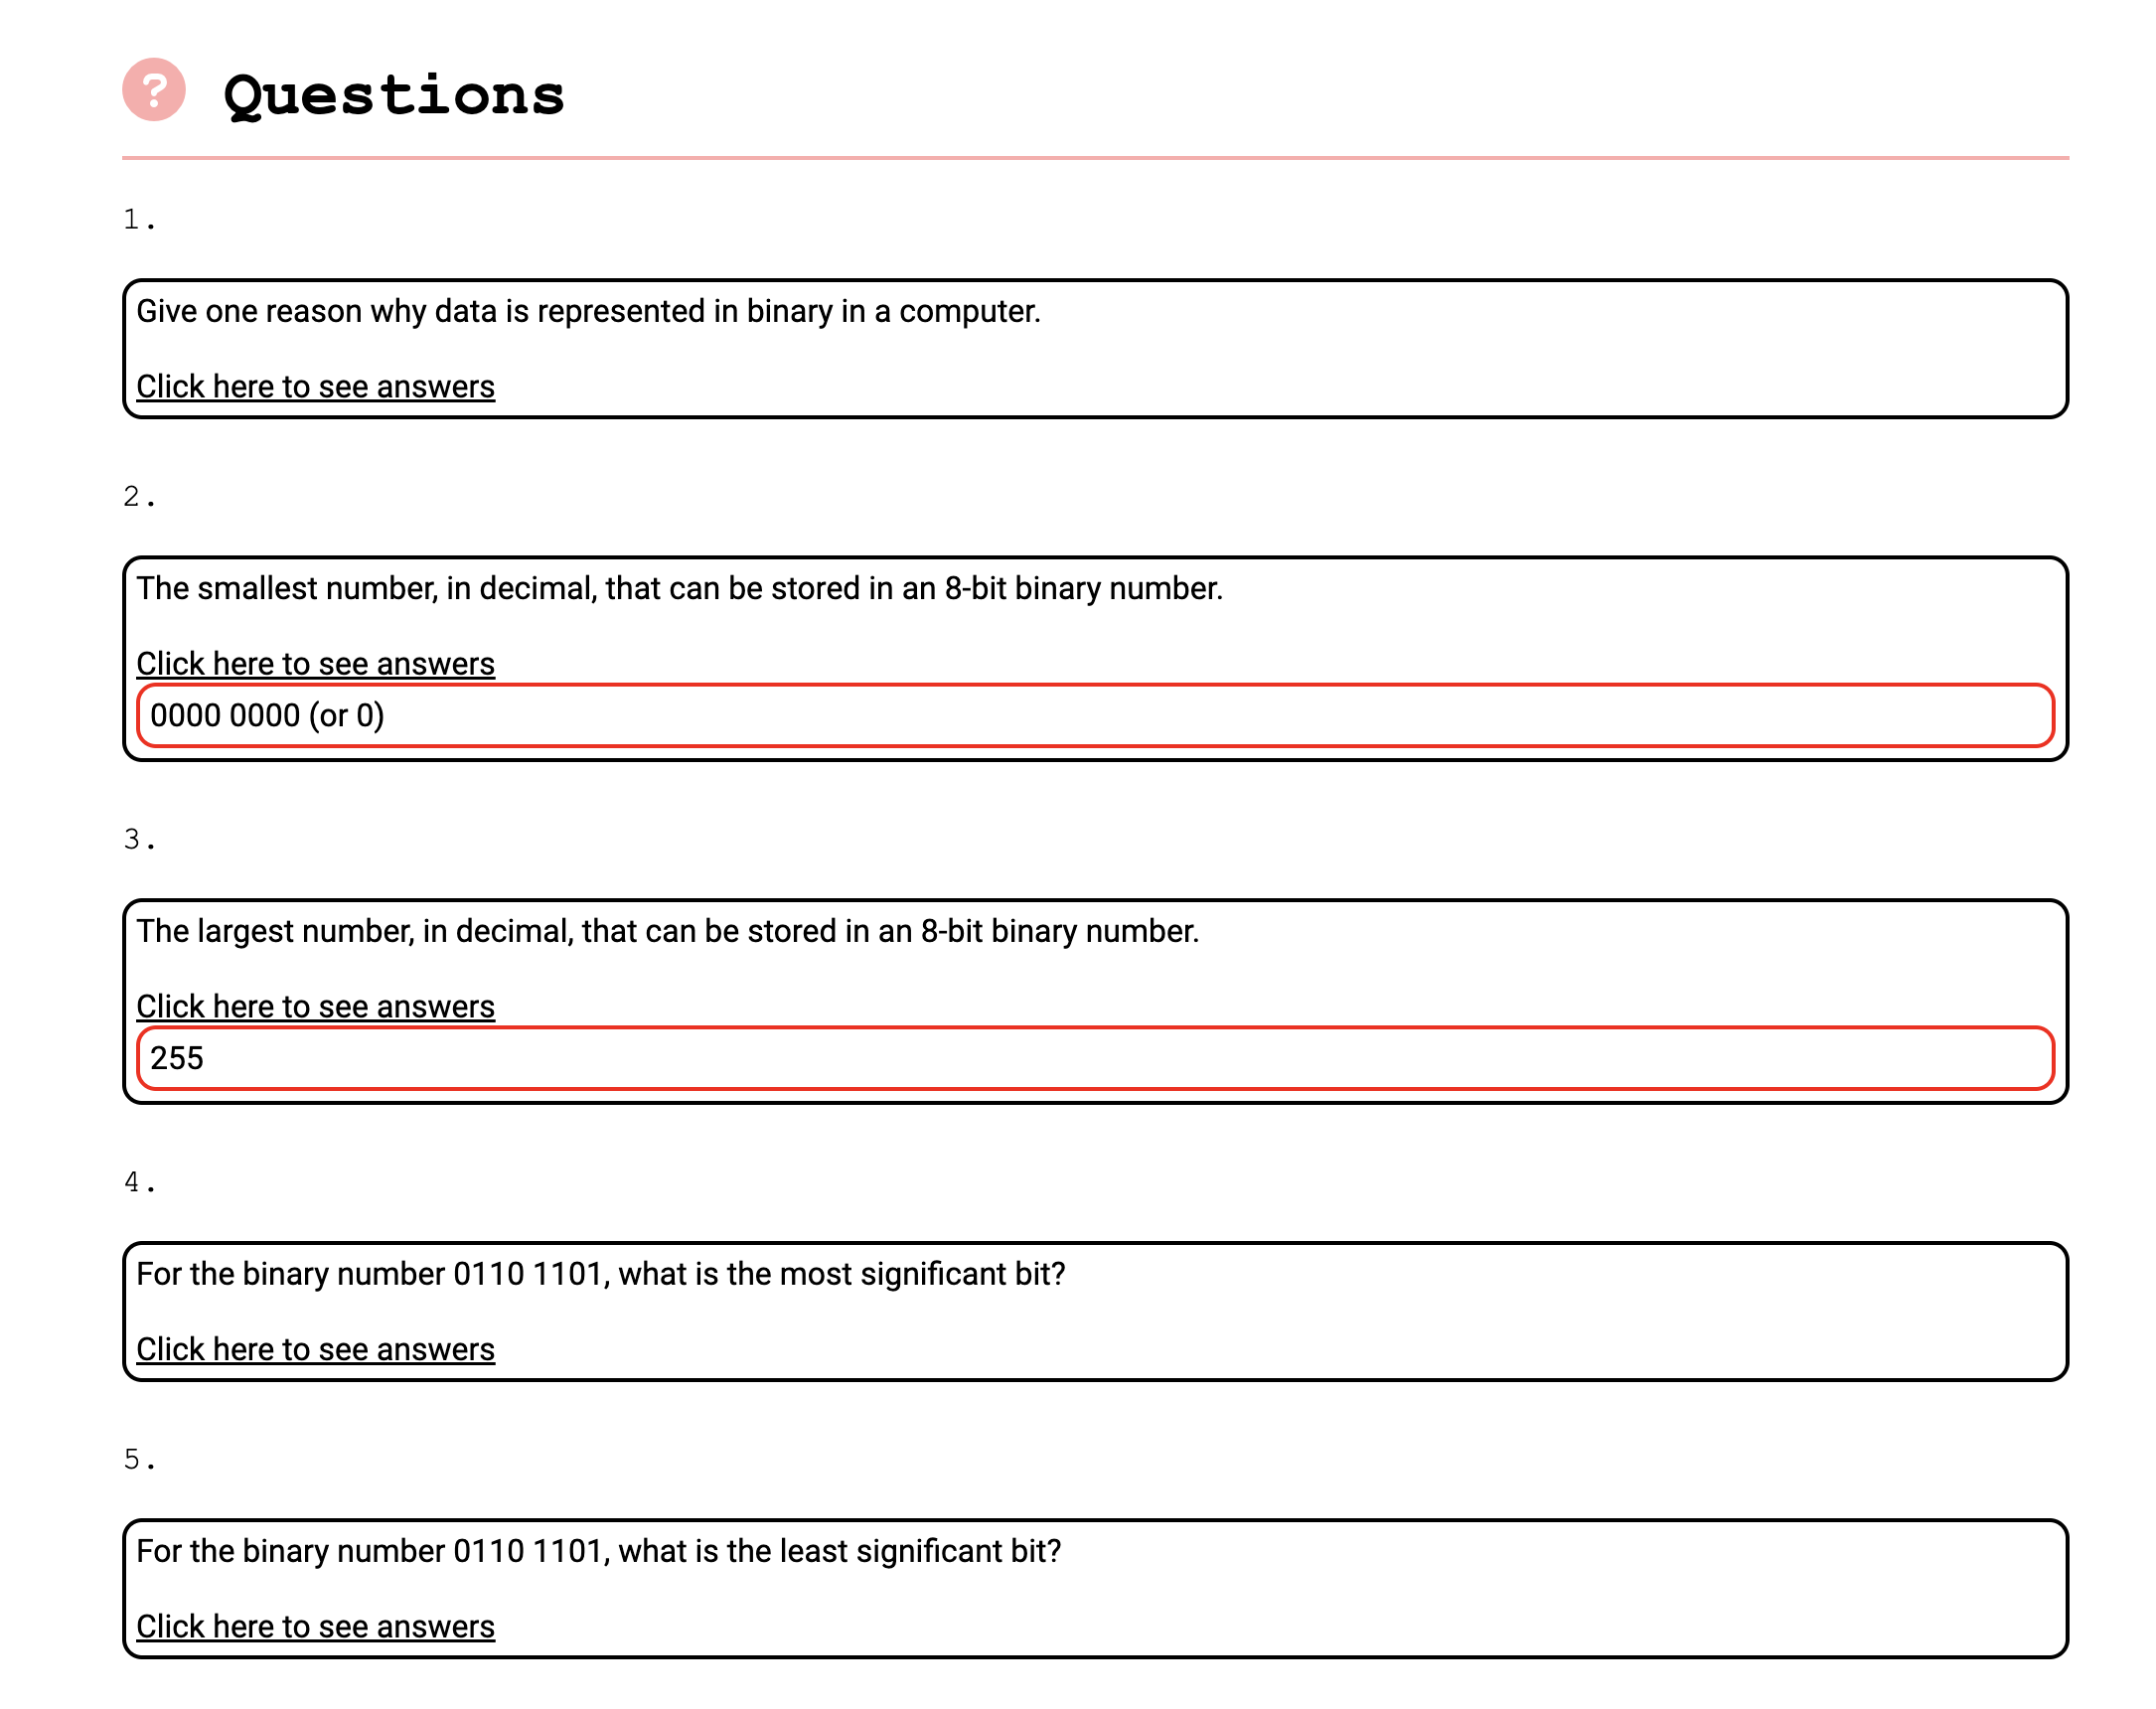 ? Questions
1.
Give one reason why data is represented in binary in a computer.
Click here to see answers
2.
The smallest number, in decimal, that can be stored in an 8-bit binary number.
Click here to see answers
0000 0000 (or 0)
3.
The largest number, in decimal, that can be stored in an 8-bit binary number.
Click here to see answers
255
4.
For the binary number 0110 1101, what is the most significant bit?
Click here to see answers
5.
For the binary number 0110 1101, what is the least significant bit?
Click here to see answers